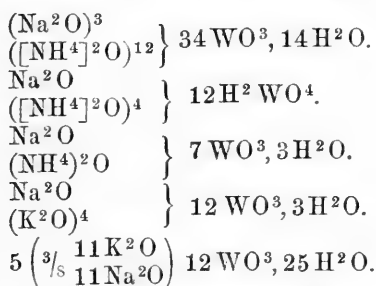 (Na²O)³
([NH⁴]²O)¹² } 34 WO³, 14 H²O.
Na²O
([NH⁴]²O)⁴ } 12 H² WO⁴.
Na²O
(NH⁴)²O } 7 WO³, 3 H²O.
Na²O
(K²O)⁴ } 12 WO³, 3 H²O.
5 (³/₈ 11 K²O
11 Na²O) 12 WO³, 25 H²O.